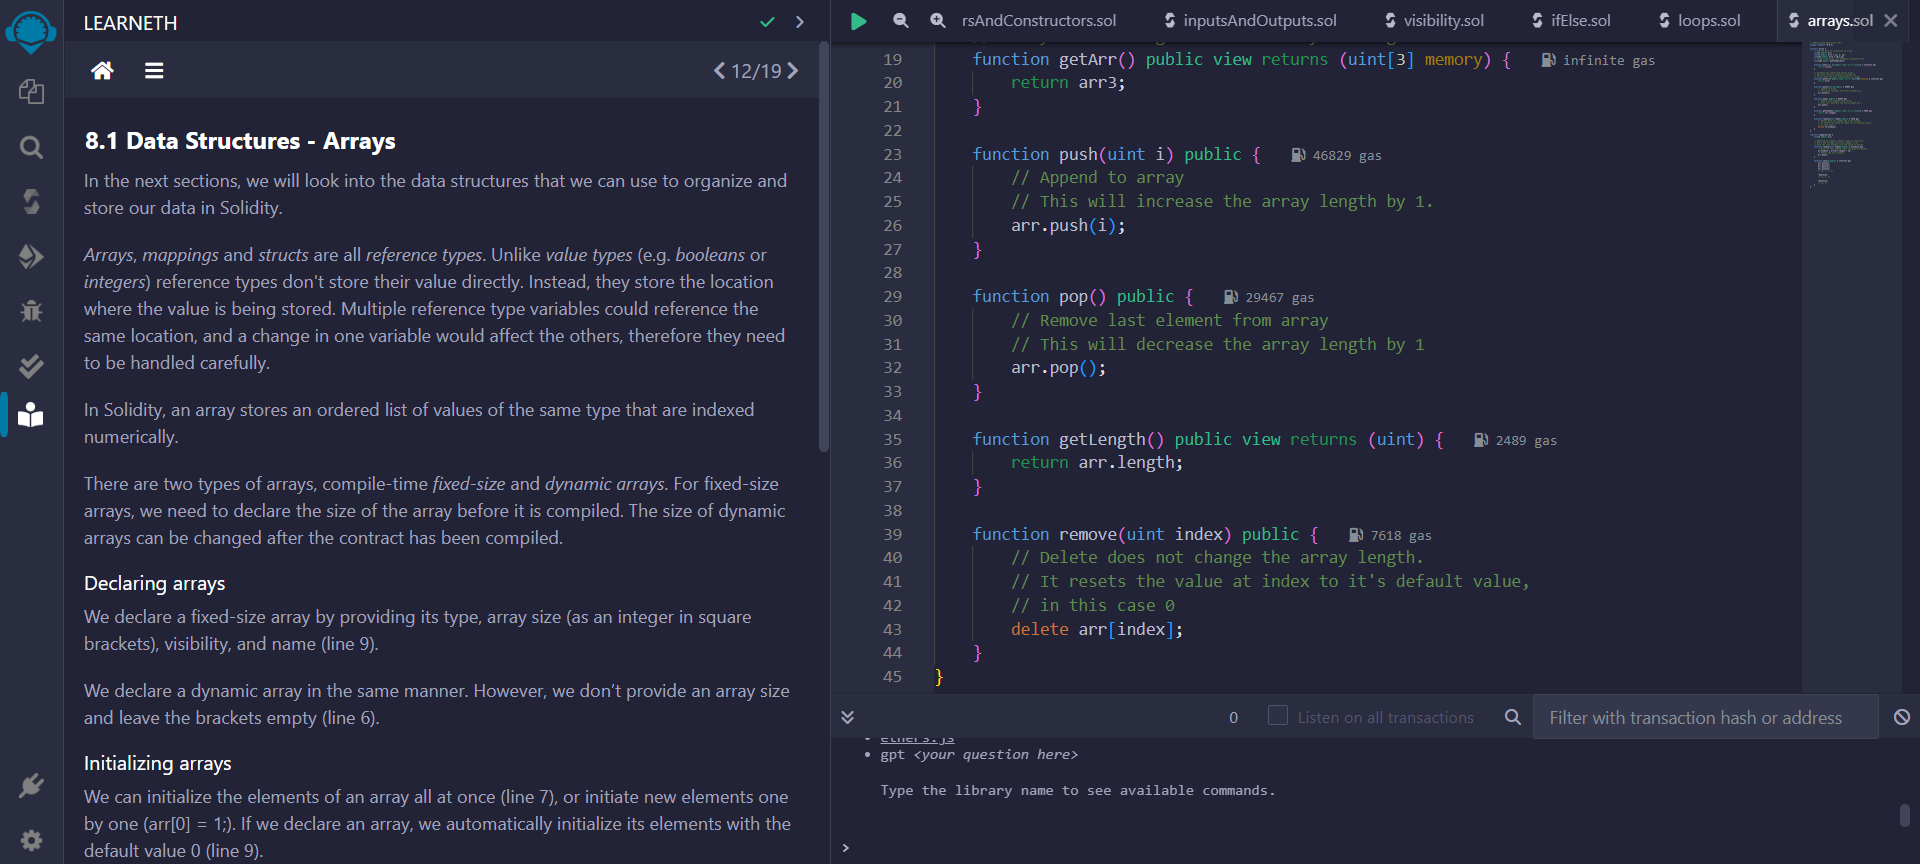 LEARNETH
12/19
8.1 Data Structures - Arrays
In the next sections, we will look into the data structures that we can use to organize and
store our data in Solidity.
Arrays, mappings and structs are all reference types. Unlike value types (e.g. booleans or
integers) reference types don't store their value directly. Instead, they store the location
where the value is being stored. Multiple reference type variables could reference the
same location, and a change in one variable would affect the others, therefore they need
to be handled carefully.
In Solidity, an array stores an ordered list of values of the same type that are indexed
numerically.
There are two types of arrays, compile-time fixed-size and dynamic arrays. For fixed-size
arrays, we need to declare the size of the array before it is compiled. The size of dynamic
arrays can be changed after the contract has been compiled.
Declaring arrays
We declare a fixed-size array by providing its type, array size (as an integer in square
brackets), visibility, and name (line 9).
We declare a dynamic array in the same manner. However, we don’t provide an array size
and leave the brackets empty (line 6).
Initializing arrays
We can initialize the elements of an array all at once (line 7), or initiate new elements one
by one (arr[0] = 1;). If we declare an array, we automatically initialize its elements with the
default value 0 (line 9).
rsAndConstructors.sol inputsAndOutputs.sol visibility.sol ifElse.sol loops.sol arrays.sol
19 function getArr() public view returns (uint[3] memory) { infinite gas
20 return arr3;
21 }
22
23 function push(uint i) public { 46829 gas
24 // Append to array
25 // This will increase the array length by 1.
26 arr.push(i);
27 }
28
29 function pop() public { 29467 gas
30 // Remove last element from array
31 // This will decrease the array length by 1
32 arr.pop();
33 }
34
35 function getLength() public view returns (uint) { 2489 gas
36 return arr.length;
37 }
38
39 function remove(uint index) public { 7618 gas
40 // Delete does not change the array length.
41 // It resets the value at index to it's default value,
42 // in this case 0
43 delete arr[index];
44 }
45 }
0 Listen on all transactions Filter with transaction hash or address
• ethers.js
• gpt <your question here>
Type the library name to see available commands.
>